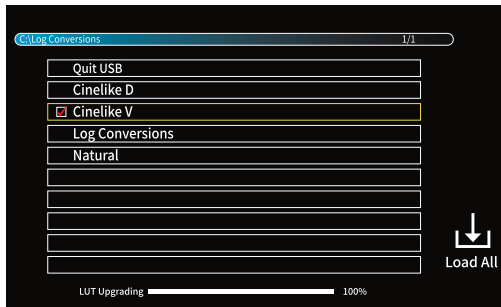 C:\Log Conversions 1/1
Quit USB
Cinelike D
Cinelike V
Log Conversions
Natural
Load All
LUT Upgrading 100%